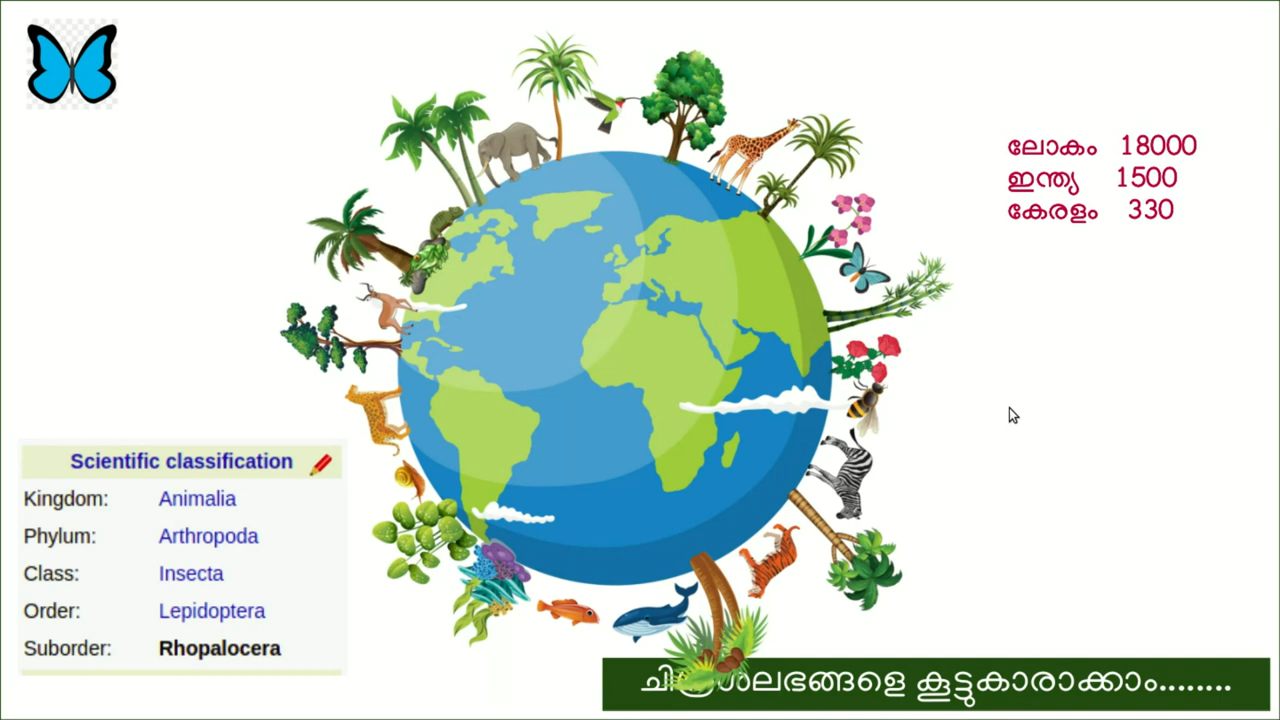 ലോകം 18000
ഇന്ത്യ 1500
കേരളം 330
Scientific classification
Kingdom: Animalia
Phylum: Arthropoda
Class: Insecta
Order: Lepidoptera
Suborder: Rhopalocera
ചിത്രശലഭങ്ങളെ കൂട്ടുകാരാക്കാം........